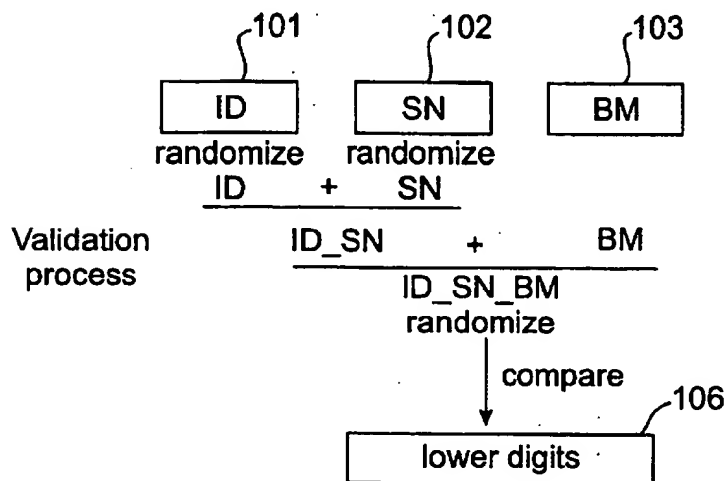 101 102 103
ID SN BM
randomize randomize
ID + SN
Validation process
ID_SN + BM
ID_SN_BM
randomize
compare
106
lower digits